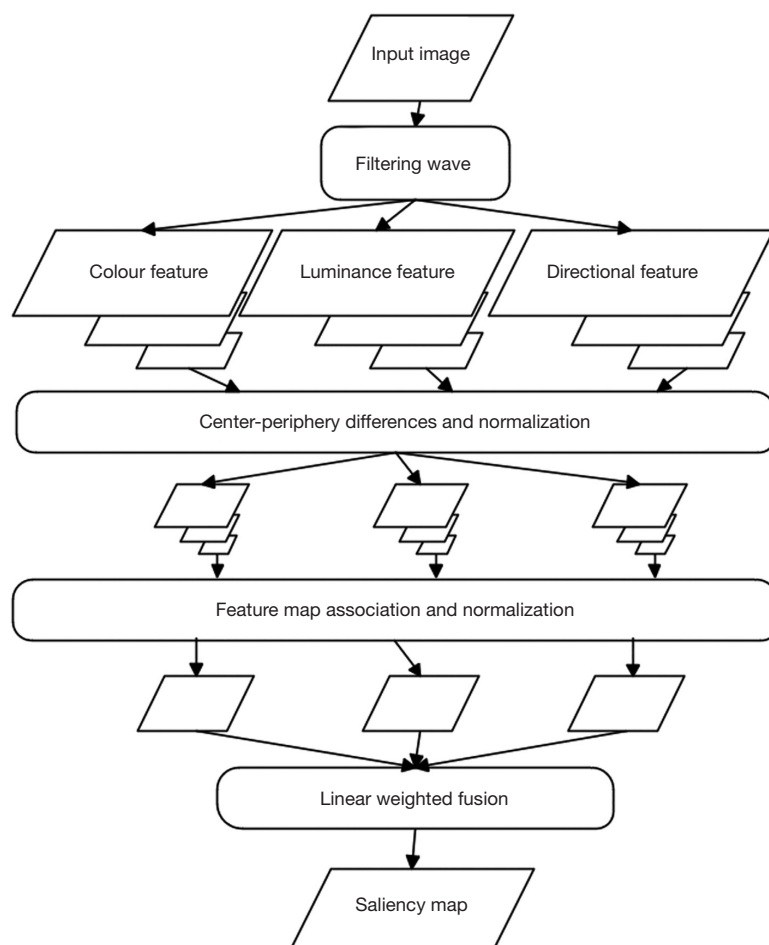 Input image
Filtering wave
Colour feature
Luminance feature
Directional feature
Center-periphery differences and normalization
Feature map association and normalization
Linear weighted fusion
Saliency map